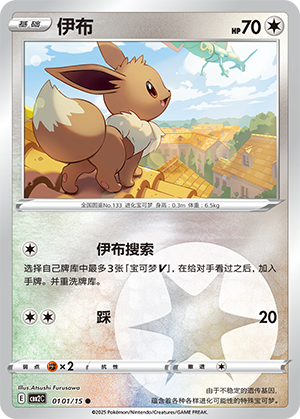 基础 伊布 HP 70
全国图鉴No.133 进化宝可梦 身高：0.3m 体重：6.5kg
伊布搜索
选择自己牌库中最多3张「宝可梦V」，在给对手看过之后，加入
手牌。并重洗牌库。
踩 20
弱点 ×2 抗性 撤退
Illus. Atsushi Furusawa
E CBB2C 0101/15
由于不稳定的遗传基因，
蕴含着各种各样进化可能性的特殊宝可梦。
©2025 Pokémon/Nintendo/Creatures/GAME FREAK.